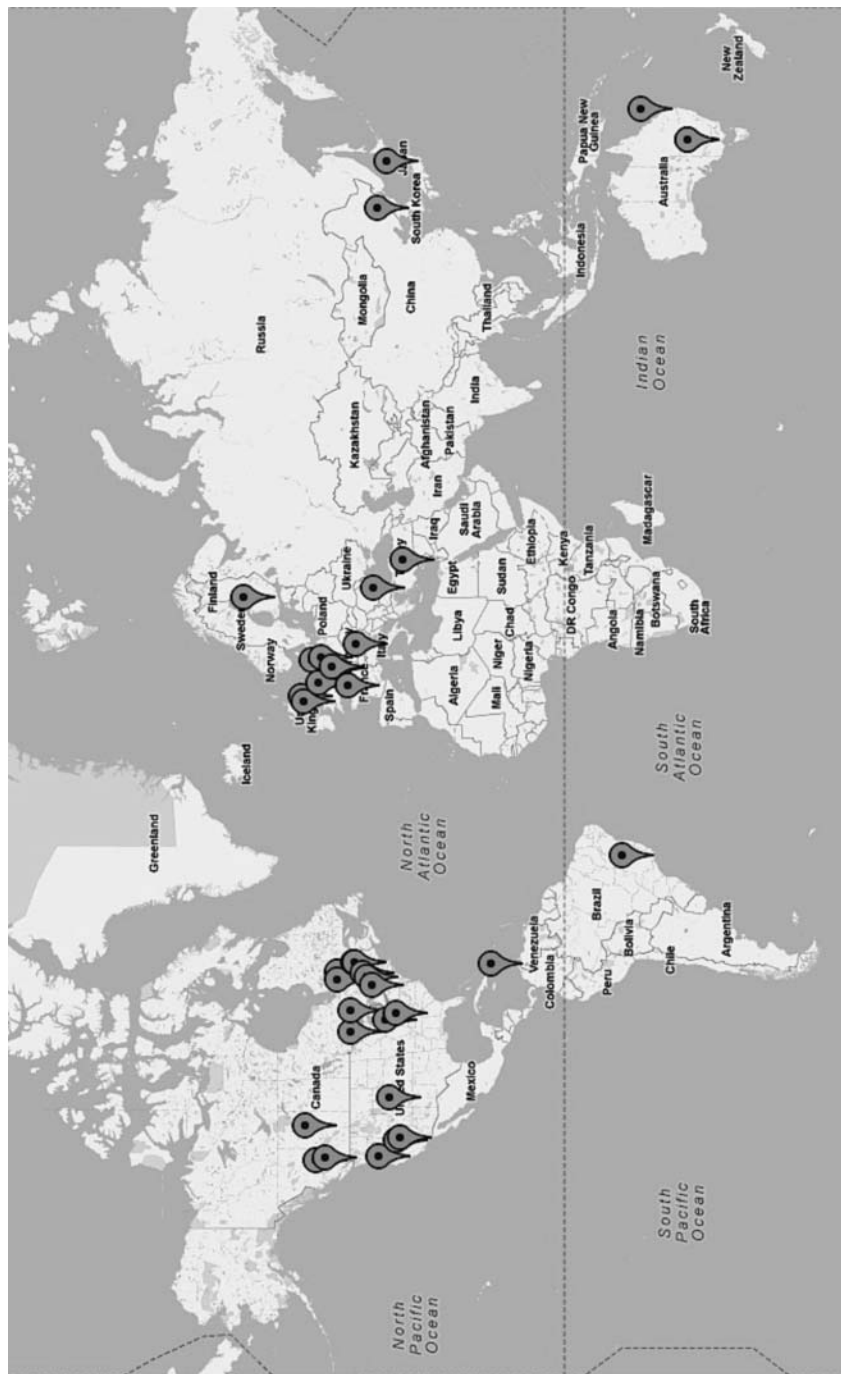 Greenland
Iceland
Canada
United States
Mexico
Venezuela
Colombia
Peru
Brazil
Bolivia
Chile
Argentina
North
Pacific
Ocean
South
Pacific
Ocean
North
Atlantic
Ocean
South
Atlantic
Ocean
Finland
Norway
Poland
Ukraine
Spain
Italy
Algeria
Libya
Egypt
Mali
Niger
Chad
Sudan
Nigeria
Ethiopia
DR Congo
Kenya
Tanzania
Angola
Namibia
Botswana
South
Africa
Madagascar
Saudi
Arabia
Iraq
Iran
Afghanistan
Pakistan
Kazakhstan
Russia
Mongolia
China
India
Thailand
South Korea
Indonesia
Papua New
Guinea
Australia
New
Zealand
Indian
Ocean